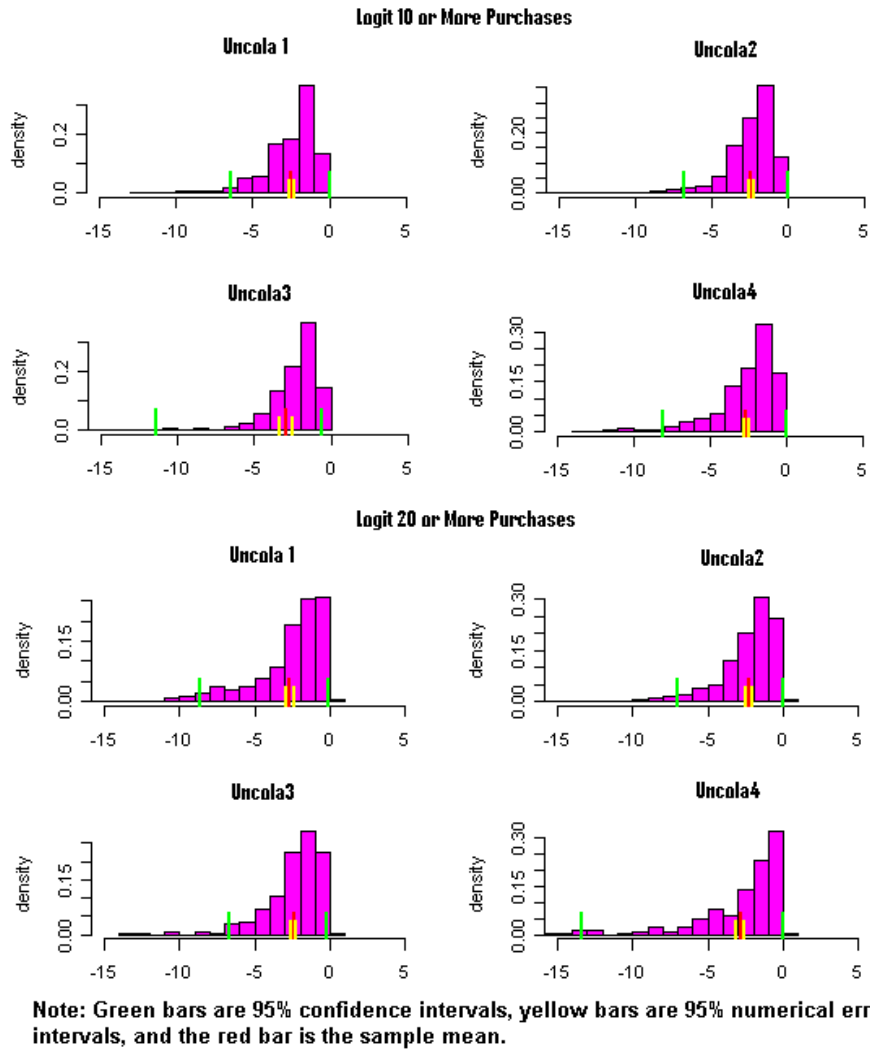 Logit 10 or More Purchases
Uncola 1
Uncola2
density
0.0 0.2
-15 -10 -5 0 5
density
0.00 0.20
-15 -10 -5 0 5
Uncola3
Uncola4
density
0.0 0.2
-15 -10 -5 0 5
density
0.00 0.15 0.30
-15 -10 -5 0 5
Logit 20 or More Purchases
Uncola 1
Uncola2
density
0.00 0.15
-15 -10 -5 0 5
density
0.00 0.15 0.30
-15 -10 -5 0 5
Uncola3
Uncola4
density
0.00 0.15
-15 -10 -5 0 5
density
0.00 0.15 0.30
-15 -10 -5 0 5
Note: Green bars are 95% confidence intervals, yellow bars are 95% numerical err
intervals, and the red bar is the sample mean.